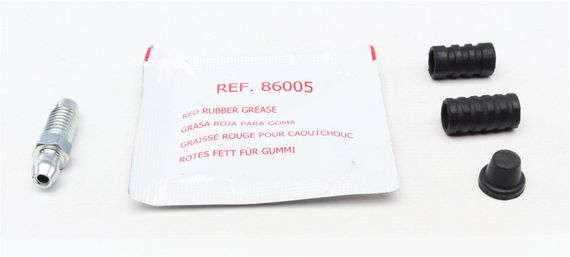 REF. 86005
RED RUBBER GREASE
GRASA ROJA PARA GOMA
GRAISSE ROUGE POUR CAOUTCHOUC
ROTES FETT FÜR GUMMI